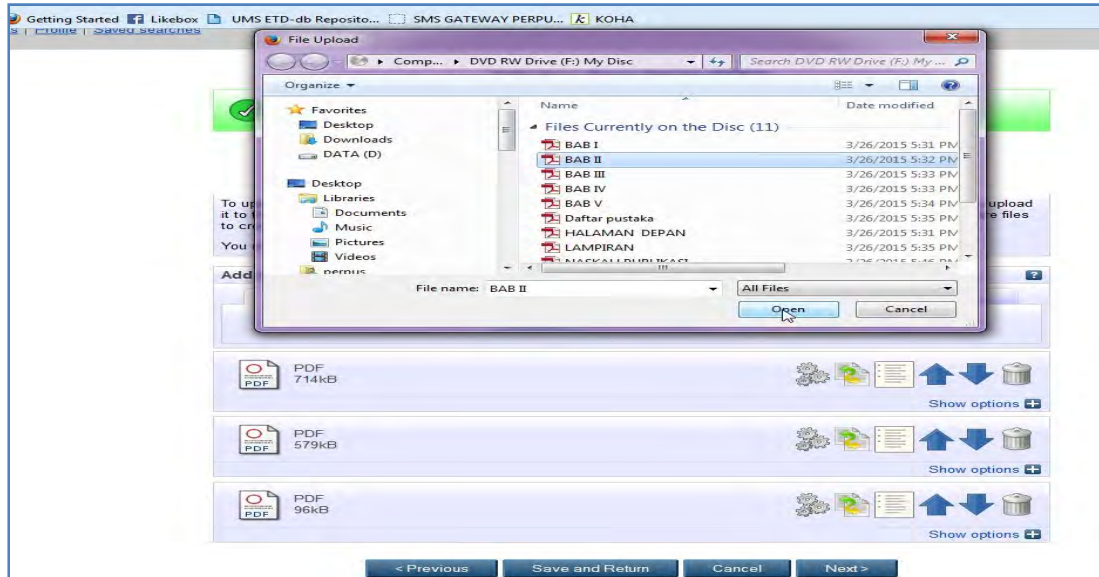 Getting Started Likebox UMS ETD-db Reposito... SMS GATEWAY PERPU... KOHA
s | Profile | Saved searches
File Upload
Comp... DVD RW Drive (F:) My Disc Search DVD RW Drive (F:) My ...
Organize
Favorites
Desktop
Downloads
DATA (D)
Desktop
Libraries
Documents
Music
Pictures
Videos
perpus
Name Date modified
Files Currently on the Disc (11)
BAB I 3/26/2015 5:31 PM
BAB II 3/26/2015 5:32 PM
BAB III 3/26/2015 5:33 PM
BAB IV 3/26/2015 5:33 PM
BAB V 3/26/2015 5:34 PM
Daftar pustaka 3/26/2015 5:35 PM
HALAMAN DEPAN 3/26/2015 5:31 PM
LAMPIRAN 3/26/2015 5:35 PM
NASKAH PUBLIKASI
File name: BAB II All Files
Open Cancel
To up upload
it to e files
to cre
You
Add
PDF
PDF
714kB
Show options
PDF
PDF
579kB
Show options
PDF
PDF
96kB
Show options
< Previous Save and Return Cancel Next >